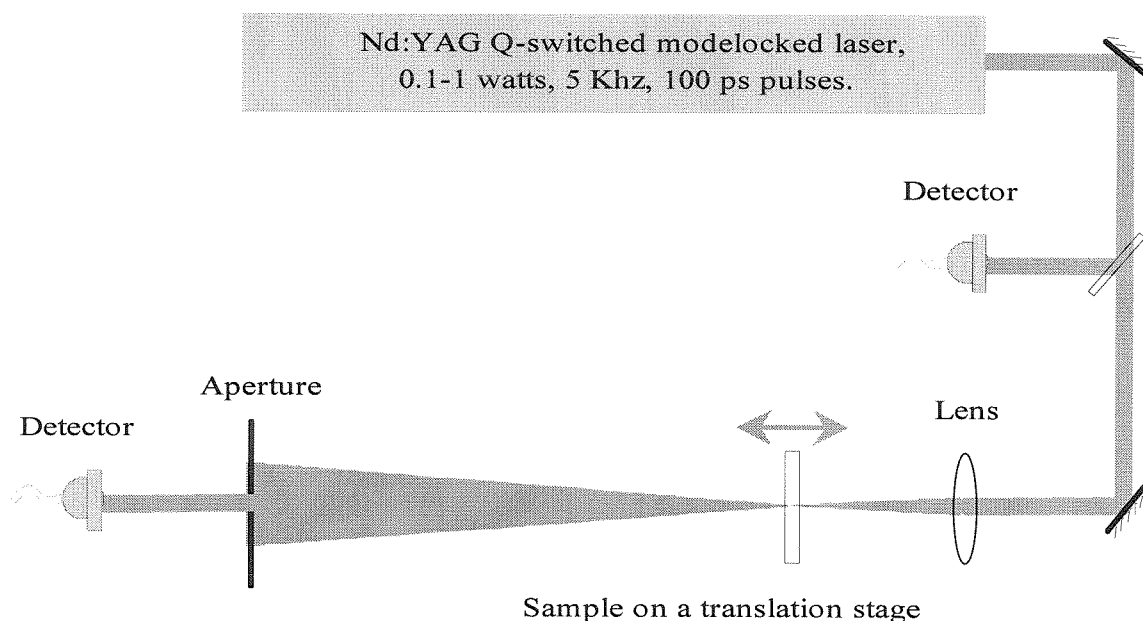 Nd:YAG Q-switched modelocked laser,
0.1-1 watts, 5 Khz, 100 ps pulses.
Detector
Aperture
Detector
Lens
Sample on a translation stage